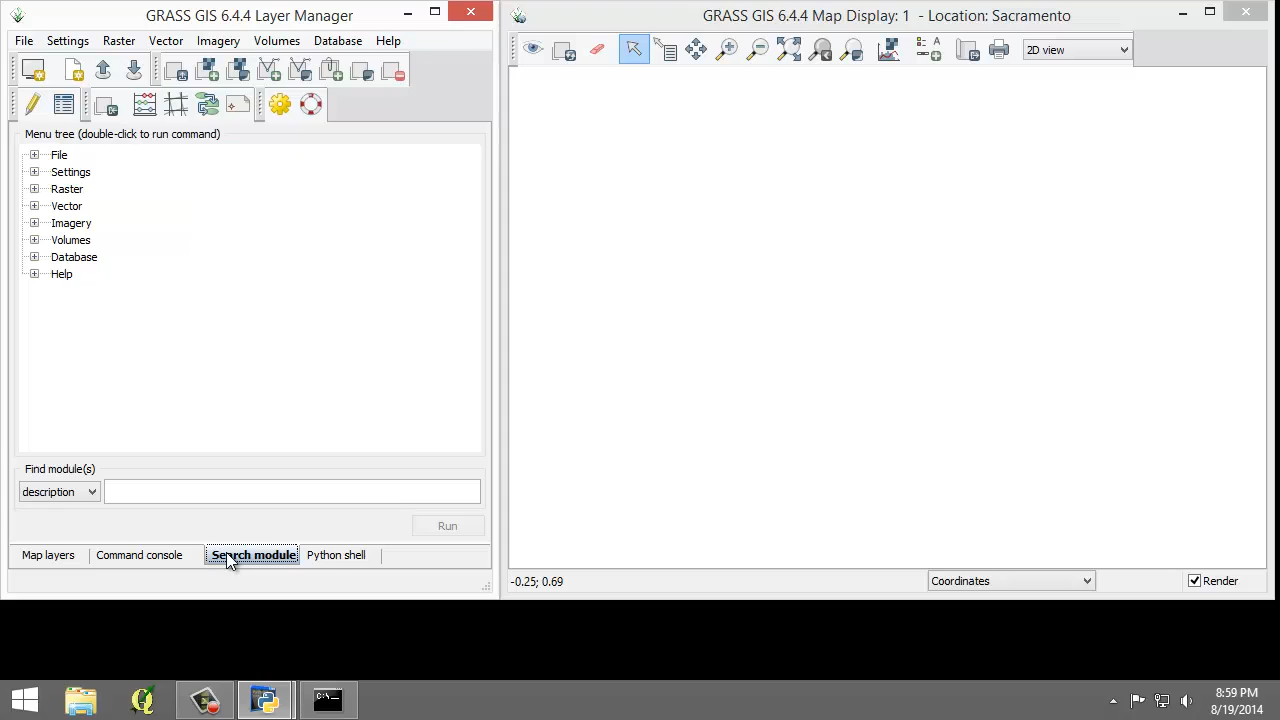 GRASS GIS 6.4.4 Layer Manager
File Settings Raster Vector Imagery Volumes Database Help
Menu tree (double-click to run command)
File
Settings
Raster
Vector
Imagery
Volumes
Database
Help
Find module(s)
description
Run
Map layers Command console Search module Python shell
GRASS GIS 6.4.4 Map Display: 1 - Location: Sacramento
2D view
-0.25; 0.69
Coordinates
Render
8:59 PM
8/19/2014